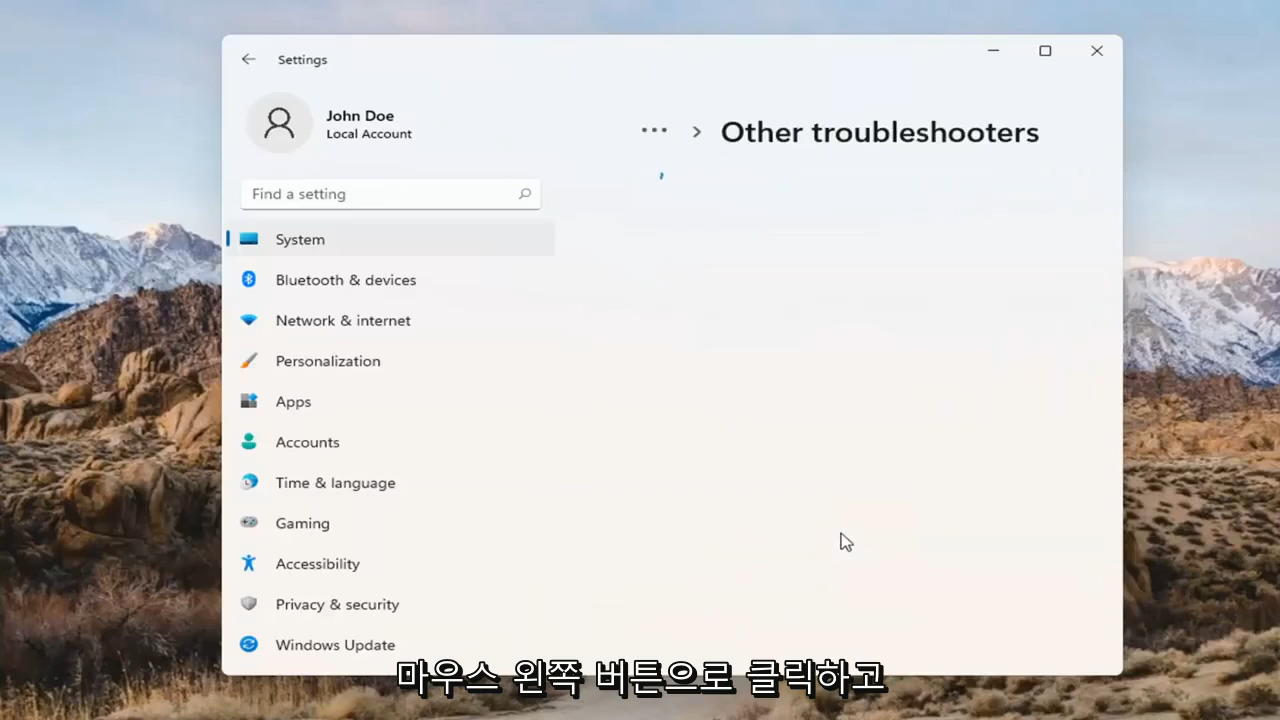 Settings
John Doe
Local Account
Find a setting
System
Bluetooth & devices
Network & internet
Personalization
Apps
Accounts
Time & language
Gaming
Accessibility
Privacy & security
Windows Update
... > Other troubleshooters
마우스 왼쪽 버튼으로 클릭하고